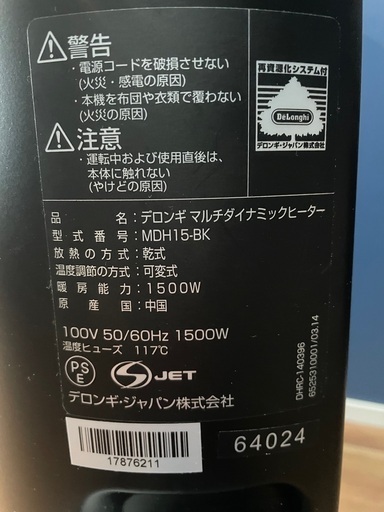 警告
・電源コードを破損させない
(火災・感電の原因)
・本機を布団や衣類で覆わない
(火災の原因)
注意
・運転中および使用直後は、
本体に触れない
(やけどの原因)
再資源化システム付
DeLonghi
デロンギ・ジャパン株式会社
品名:デロンギ マルチダイナミックヒーター
型式番号:MDH15-BK
放熱の方式:乾式
温度調節の方式:可変式
暖房能力:1500W
原産国:中国
100V 50/60Hz 1500W
温度ヒューズ 117℃
PS
E
S JET
デロンギ・ジャパン株式会社
DHRC-140396
6525310001/03.14
17876211
64024